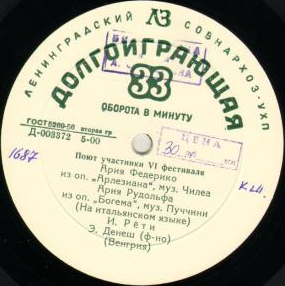 ЛЕНИНГРАДСКИЙ ЛЗ СОВНАРХОЗ·УХП
ДОЛГОИГРАЮЩАЯ
33
ОБОРОТА В МИНУТУ
ГОСТ5289-56 вторая гр
Д-003372 5-00
ЦЕНА
30
1687
Поют участники VI фестиваля
Ария Федерико
из оп. „Арлезиана", муз. Чилеа
Ария Рудольфа
из оп. „Богема", муз. Пуччини
(На итальянском языке)
И. Рети
Э. Денеш (ф-но)
(Венгрия)